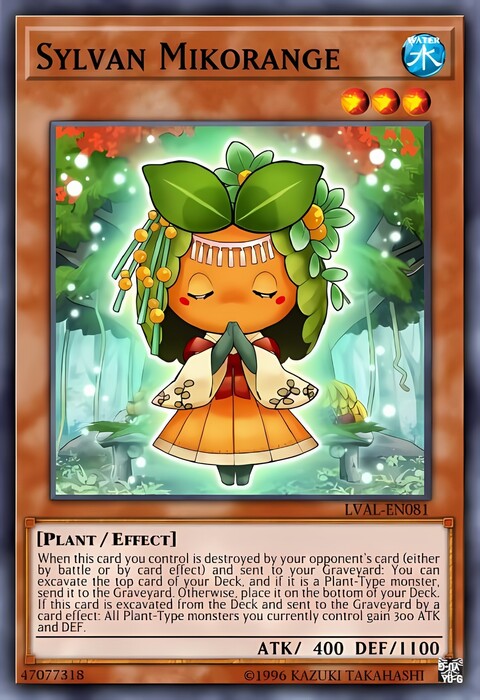 SYLVAN MIKORANGE
WATER
水
LVAL-EN081
[PLANT / EFFECT]
When this card you control is destroyed by your opponent's card (either
by battle or by card effect) and sent to your Graveyard: You can
excavate the top card of your Deck, and if it is a Plant-Type monster,
send it to the Graveyard. Otherwise, place it on the bottom of your Deck.
If this card is excavated from the Deck and sent to the Graveyard by a
card effect: All Plant-Type monsters you currently control gain 300 ATK
and DEF.
ATK/ 400 DEF/1100
47077318
©1996 KAZUKI TAKAHASHI